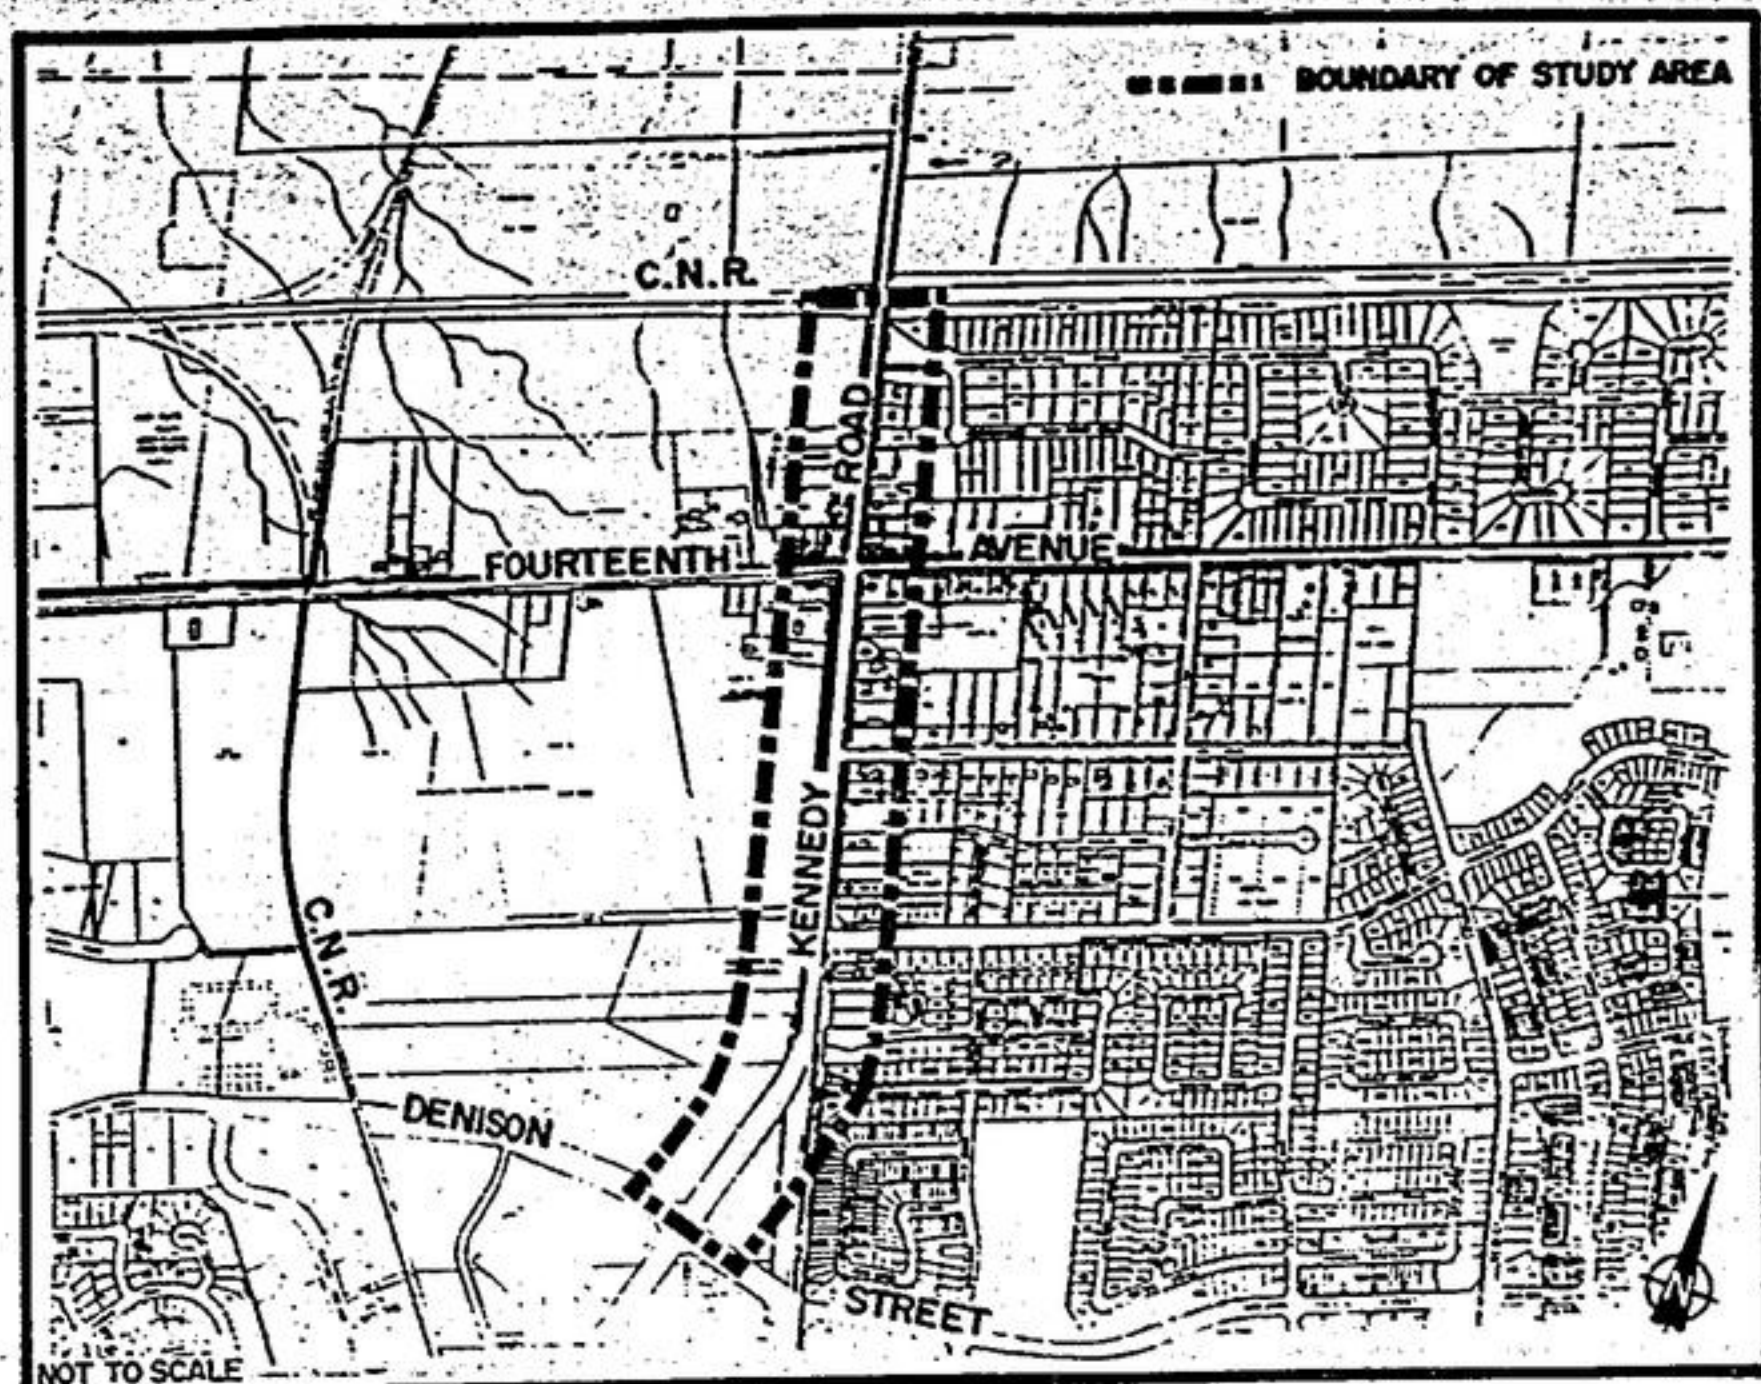 BOUNDARY OF STUDY AREA
C.N.R.
ROAD
FOURTEENTH AVENUE
KENNEDY
C.N.R.
DENISON STREET
N
NOT TO SCALE